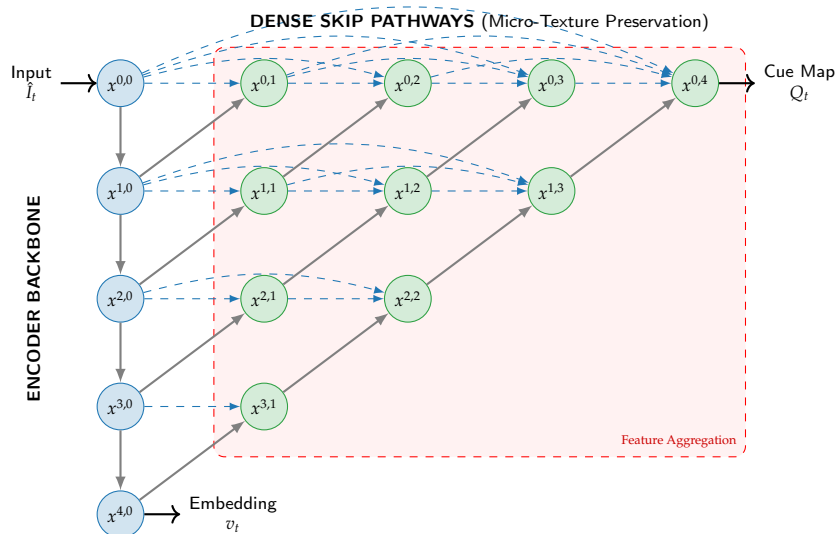 DENSE SKIP PATHWAYS (Micro-Texture Preservation)
Input
Î_t
x^{0,0}
x^{0,1}
x^{0,2}
x^{0,3}
x^{0,4}
Cue Map
Q_t
x^{1,0}
x^{1,1}
x^{1,2}
x^{1,3}
ENCODER BACKBONE
x^{2,0}
x^{2,1}
x^{2,2}
x^{3,0}
x^{3,1}
Feature Aggregation
x^{4,0}
Embedding
v_t